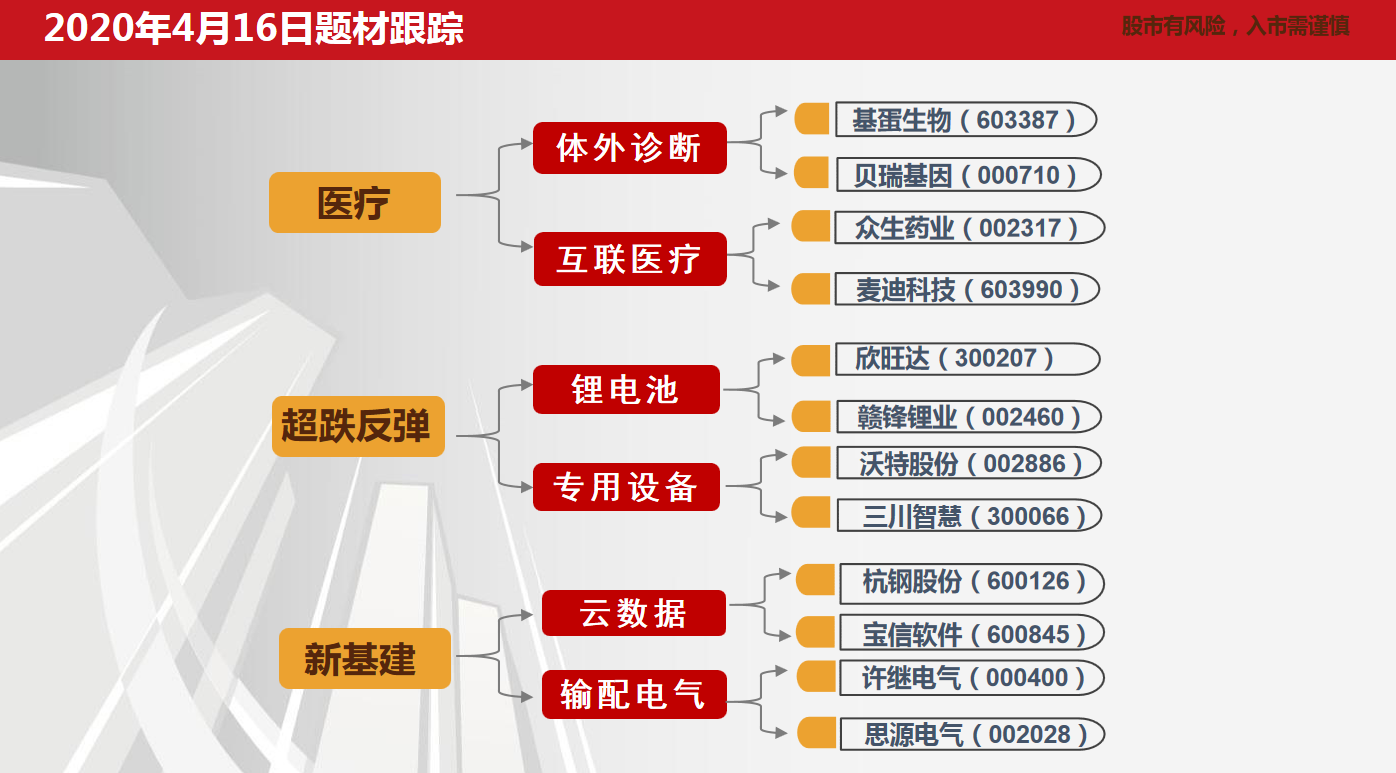 2020年4月16日题材跟踪
股市有风险，入市需谨慎
医疗
体外诊断
基蛋生物（603387）
贝瑞基因（000710）
互联医疗
众生药业（002317）
麦迪科技（603990）
超跌反弹
锂电池
欣旺达（300207）
赣锋锂业（002460）
专用设备
沃特股份（002886）
三川智慧（300066）
新基建
云数据
杭钢股份（600126）
宝信软件（600845）
输配电气
许继电气（000400）
思源电气（002028）